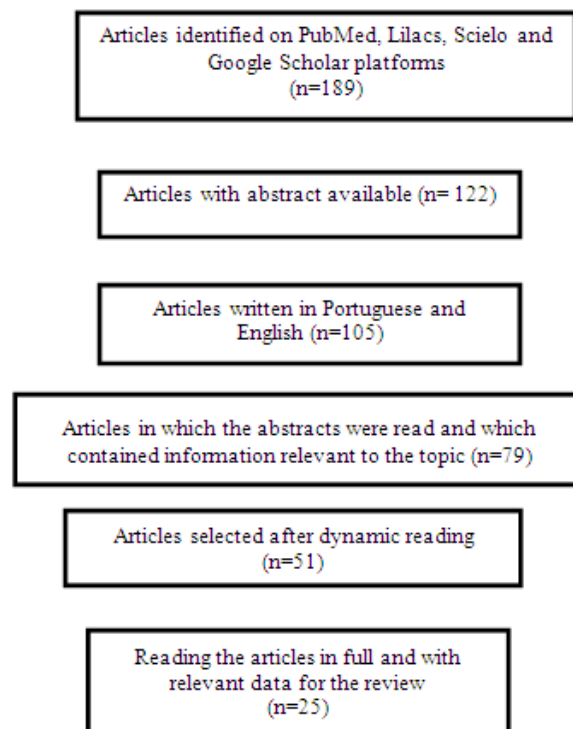 Articles identified on PubMed, Lilacs, Scielo and
Google Scholar platforms
(n=189)
Articles with abstract available (n= 122)
Articles written in Portuguese and
English (n=105)
Articles in which the abstracts were read and which
contained information relevant to the topic (n=79)
Articles selected after dynamic reading
(n=51)
Reading the articles in full and with
relevant data for the review
(n=25)